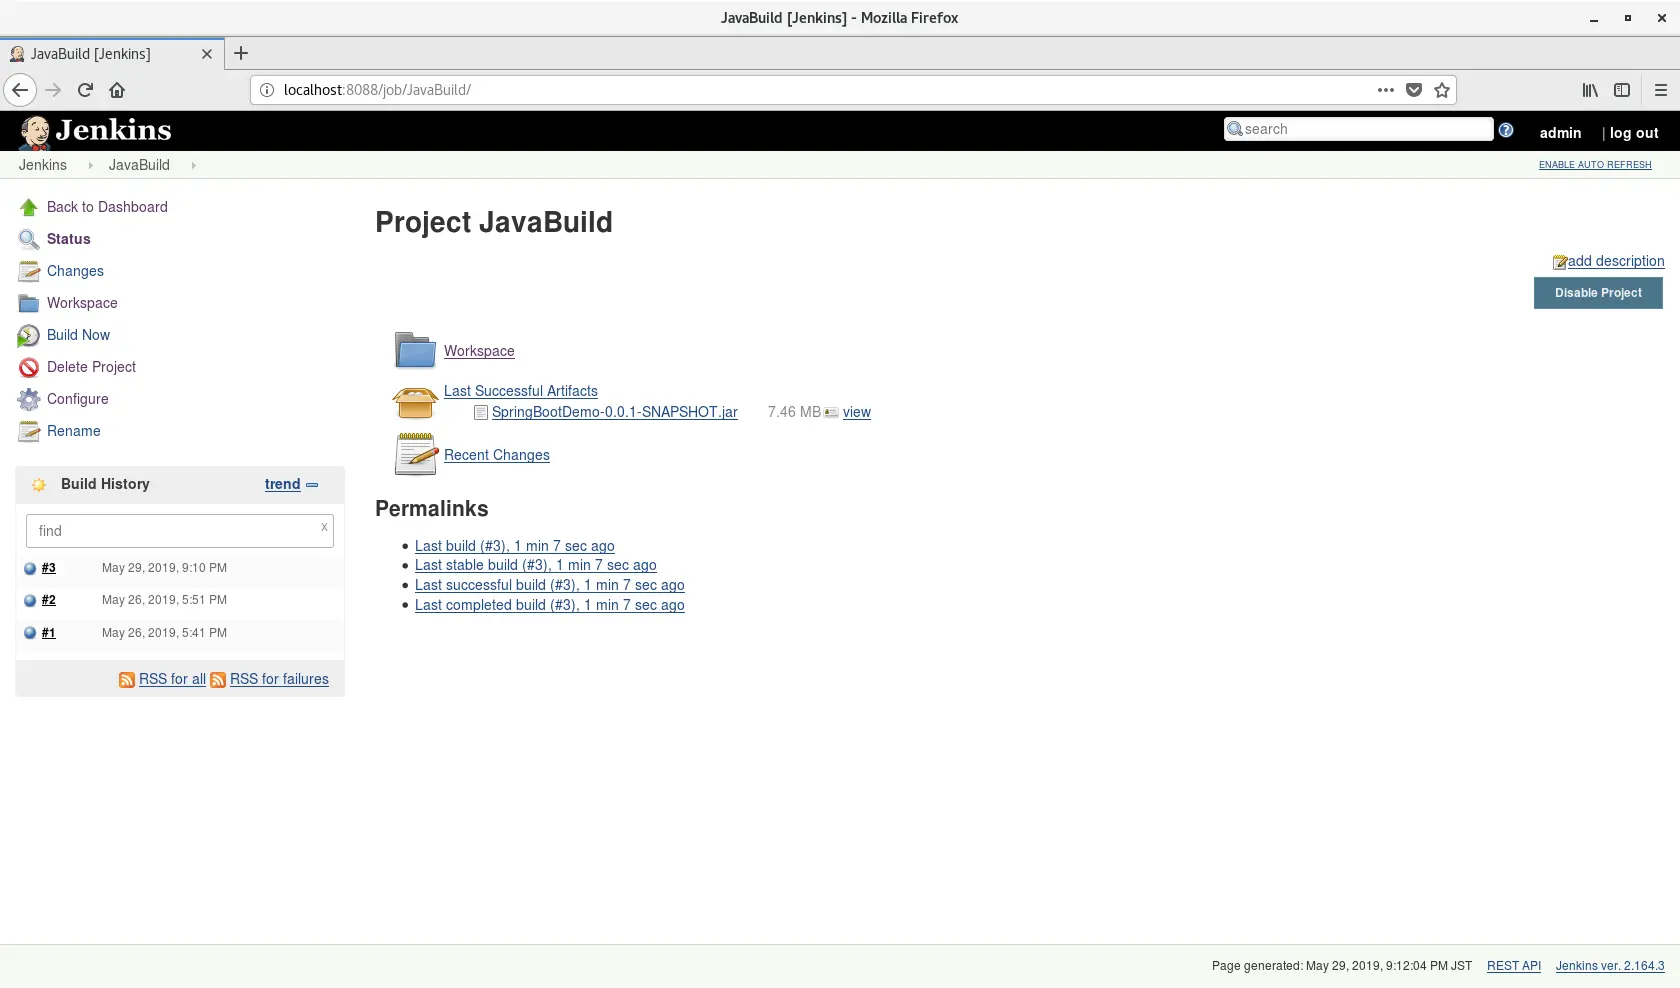 JavaBuild [Jenkins] - Mozilla Firefox
JavaBuild [Jenkins]
localhost:8088/job/JavaBuild/
Jenkins
search
admin
| log out
Jenkins
JavaBuild
ENABLE AUTO REFRESH
Back to Dashboard
Status
Changes
Workspace
Build Now
Delete Project
Configure
Rename
Build History
trend
find
x
#3 May 29, 2019, 9:10 PM
#2 May 26, 2019, 5:51 PM
#1 May 26, 2019, 5:41 PM
RSS for all RSS for failures
Project JavaBuild
add description
Disable Project
Workspace
Last Successful Artifacts
SpringBootDemo-0.0.1-SNAPSHOT.jar 7.46 MB view
Recent Changes
Permalinks
Last build (#3), 1 min 7 sec ago
Last stable build (#3), 1 min 7 sec ago
Last successful build (#3), 1 min 7 sec ago
Last completed build (#3), 1 min 7 sec ago
Page generated: May 29, 2019, 9:12:04 PM JST REST API Jenkins ver. 2.164.3